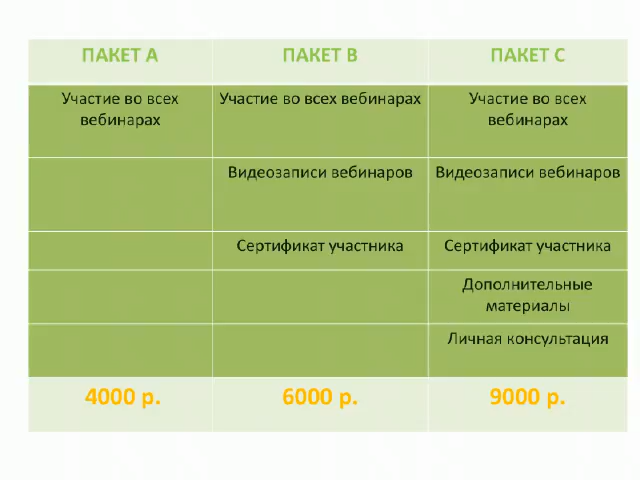 ПАКЕТ А ПАКЕТ В ПАКЕТ С
Участие во всех Участие во всех вебинарах Участие во всех
вебинарах вебинарах
Видеозаписи вебинаров Видеозаписи вебинаров
Сертификат участника Сертификат участника
Дополнительные
материалы
Личная консультация
4000 р. 6000 р. 9000 р.